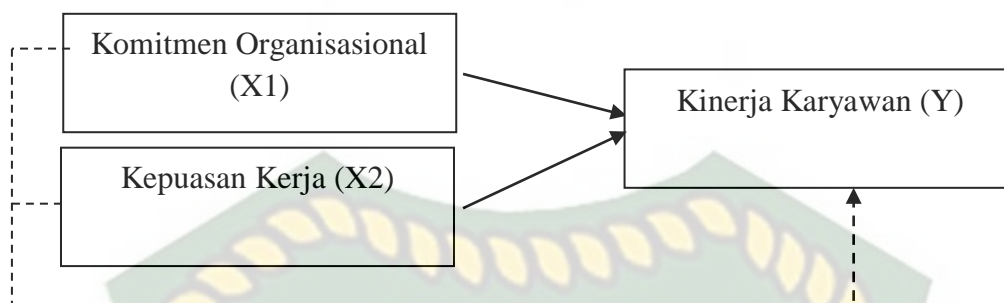 Komitmen Organisasional
(X1)
Kinerja Karyawan (Y)
Kepuasan Kerja (X2)